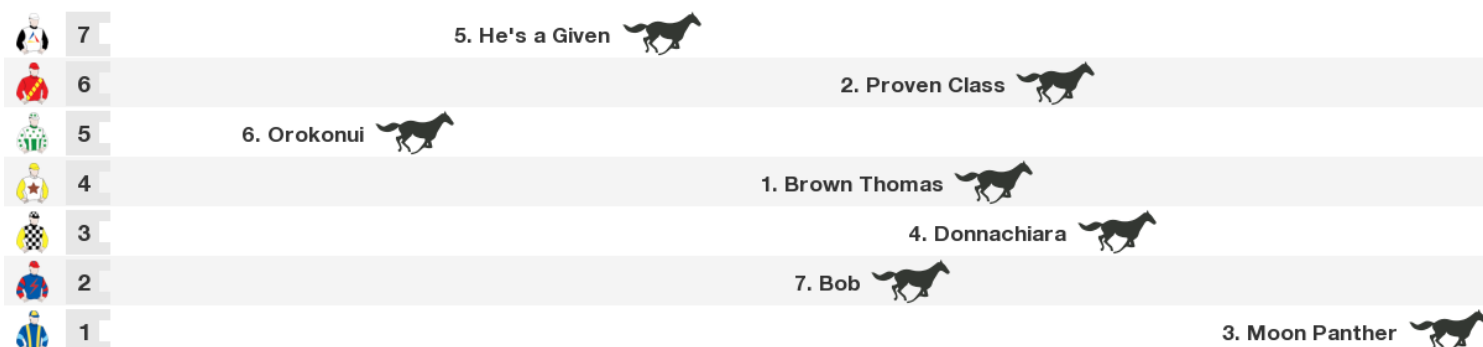 7 5. He's a Given
6 2. Proven Class
5 6. Orokonui
4 1. Brown Thomas
3 4. Donnachiara
2 7. Bob
1 3. Moon Panther